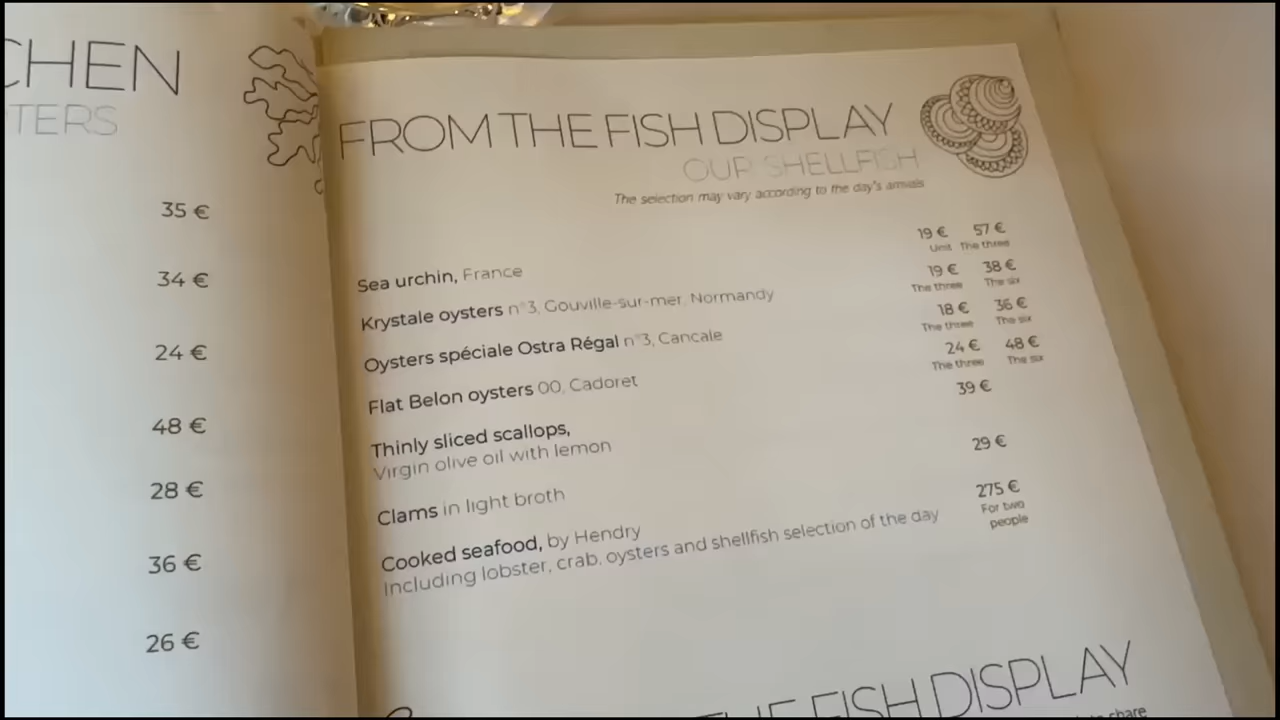 CHEN
TERS
35 €
34 €
24 €
48 €
28 €
36 €
26 €
FROM THE FISH DISPLAY
OUR SHELLFISH
The selection may vary according to the day's arrivals
Sea urchin, France
19 € 57 €
Unit The three
Krystale oysters n°3, Gouville-sur-mer, Normandy
19 € 38 €
The three The six
Oysters spéciale Ostra Régal n°3, Cancale
18 € 36 €
The three The six
Flat Belon oysters 00, Cadoret
24 € 48 €
The three The six
Thinly sliced scallops,
39 €
Virgin olive oil with lemon
Clams in light broth
29 €
Cooked seafood, by Hendry
275 €
Including lobster, crab, oysters and shellfish selection of the day
For two
people
THE FISH DISPLAY
share